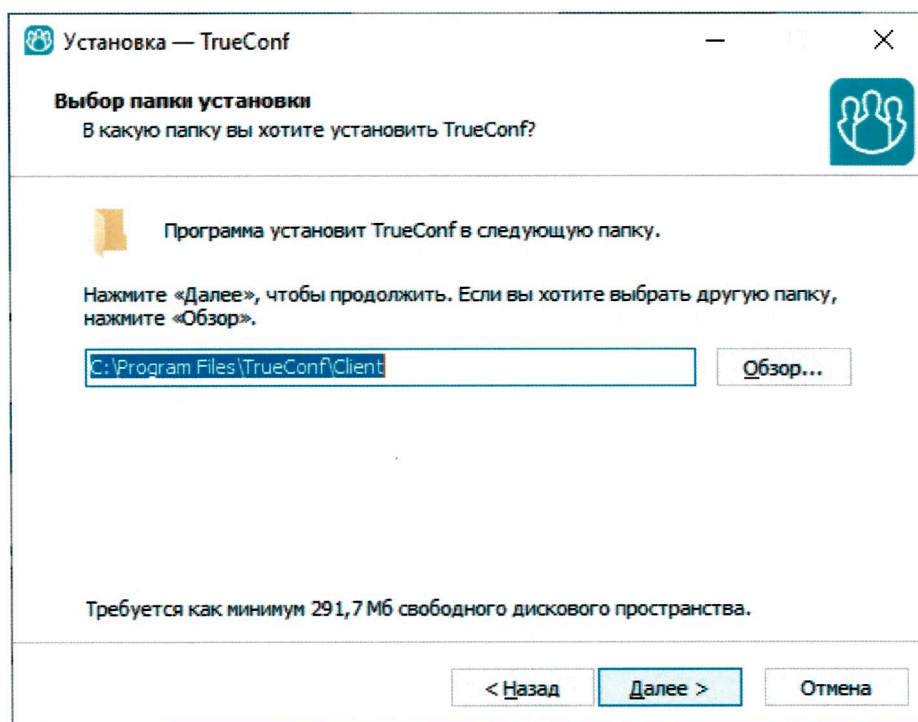 Установка — TrueConf
Выбор папки установки
В какую папку вы хотите установить TrueConf?
Программа установит TrueConf в следующую папку.
Нажмите «Далее», чтобы продолжить. Если вы хотите выбрать другую папку,
нажмите «Обзор».
C:\Program Files\TrueConf\Client
Обзор...
Требуется как минимум 291,7 Мб свободного дискового пространства.
< Назад
Далее >
Отмена